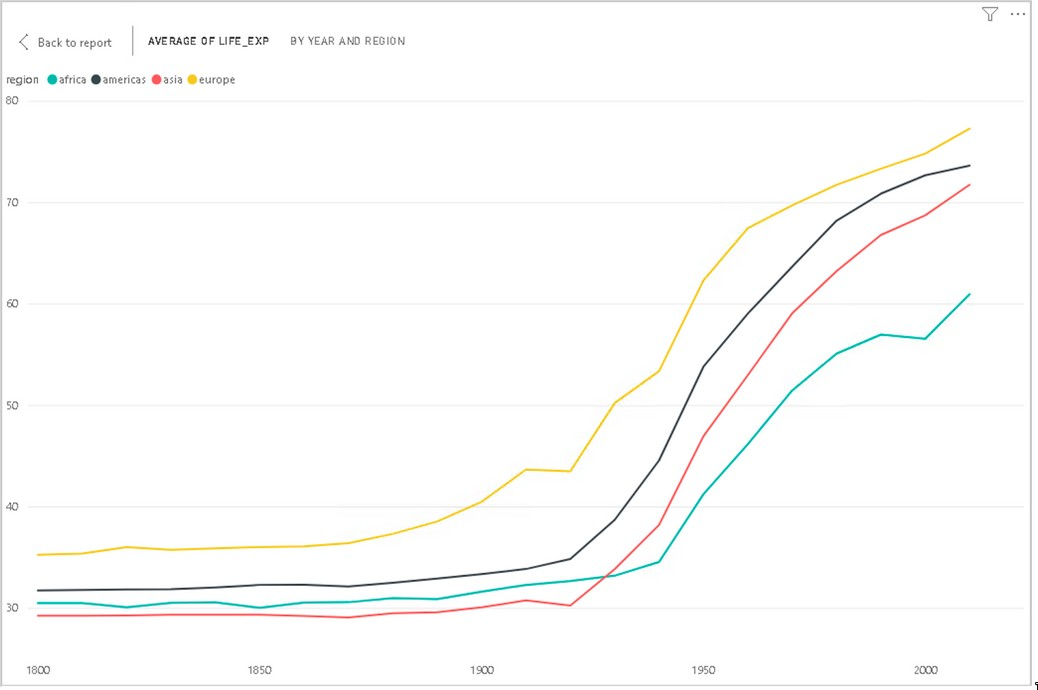 Back to report
AVERAGE OF LIFE_EXP BY YEAR AND REGION
region africa americas asia europe
80
70
60
50
40
30
1800 1850 1900 1950 2000